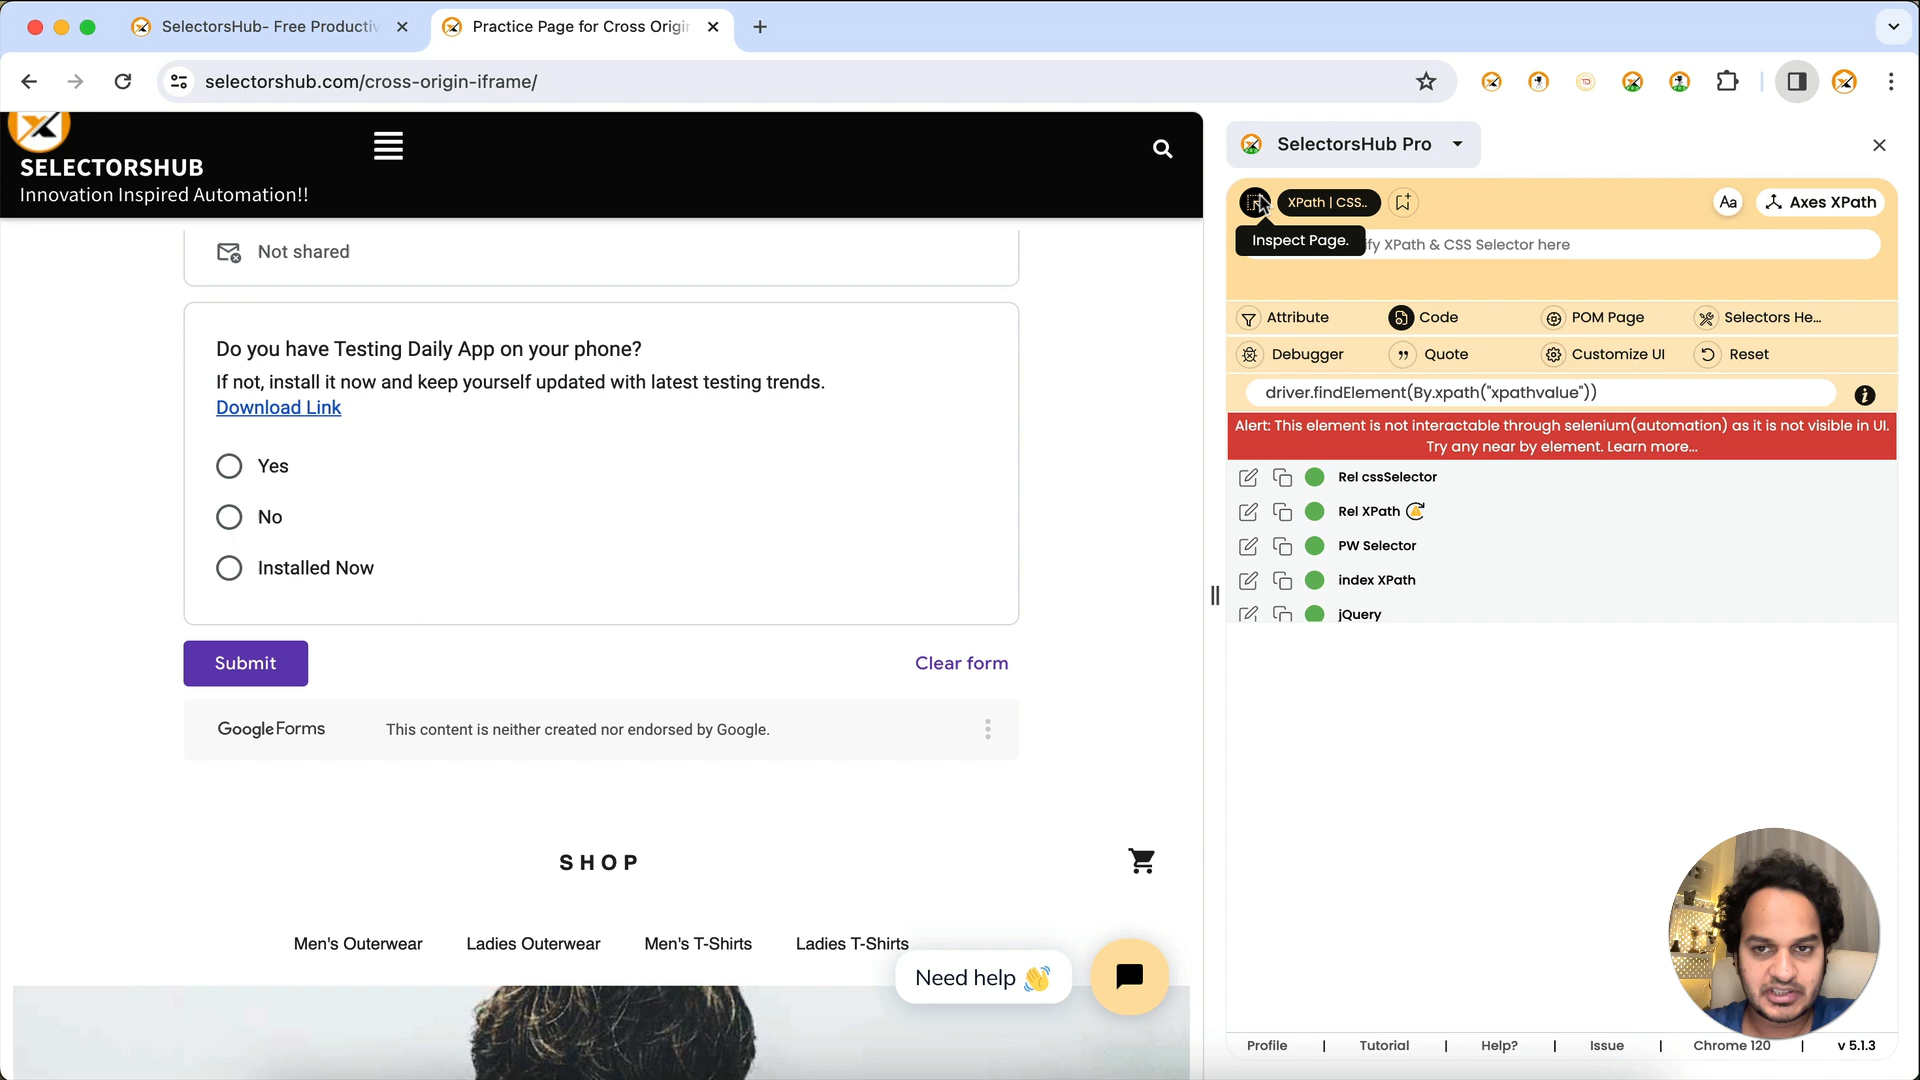 SelectorsHub- Free Productiv
Practice Page for Cross Origin
selectorshub.com/cross-origin-iframe/
SELECTORSHUB
Innovation Inspired Automation!!
Not shared
Do you have Testing Daily App on your phone?
If not, install it now and keep yourself updated with latest testing trends.
Download Link
Yes
No
Installed Now
Submit
Clear form
Google Forms
This content is neither created nor endorsed by Google.
SHOP
Men's Outerwear
Ladies Outerwear
Men's T-Shirts
Ladies T-Shirts
Need help 👋
SelectorsHub Pro
XPath | CSS..
Aa
Axes XPath
Inspect Page.
fy XPath & CSS Selector here
Attribute
Code
POM Page
Selectors He...
Debugger
Quote
Customize UI
Reset
driver.findElement(By.xpath("xpathvalue"))
Alert: This element is not interactable through selenium(automation) as it is not visible in UI.
Try any near by element. Learn more...
Rel cssSelector
Rel XPath
PW Selector
index XPath
jQuery
Profile | Tutorial | Help? | Issue | Chrome 120 | v 5.1.3